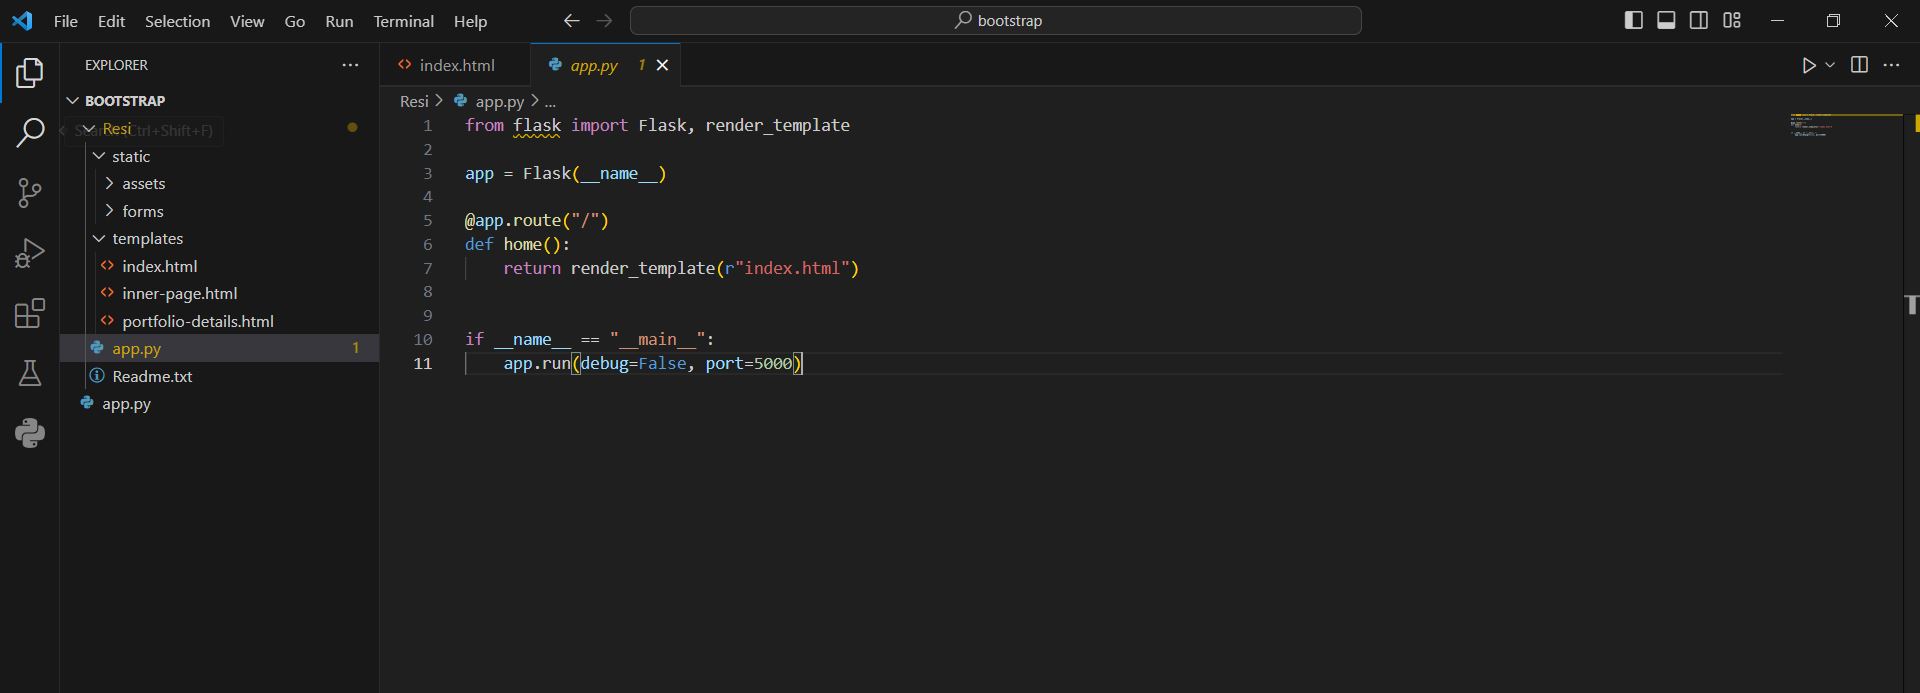 File Edit Selection View Go Run Terminal Help
bootstrap
EXPLORER
BOOTSTRAP
Resi
Search (Ctrl+Shift+F)
static
assets
forms
templates
index.html
inner-page.html
portfolio-details.html
app.py 1
Readme.txt
app.py
index.html
app.py 1
Resi > app.py > ...
1 from flask import Flask, render_template
2
3 app = Flask(__name__)
4
5 @app.route("/")
6 def home():
7     return render_template(r"index.html")
8
9
10 if __name__ == "__main__":
11     app.run(debug=False, port=5000)